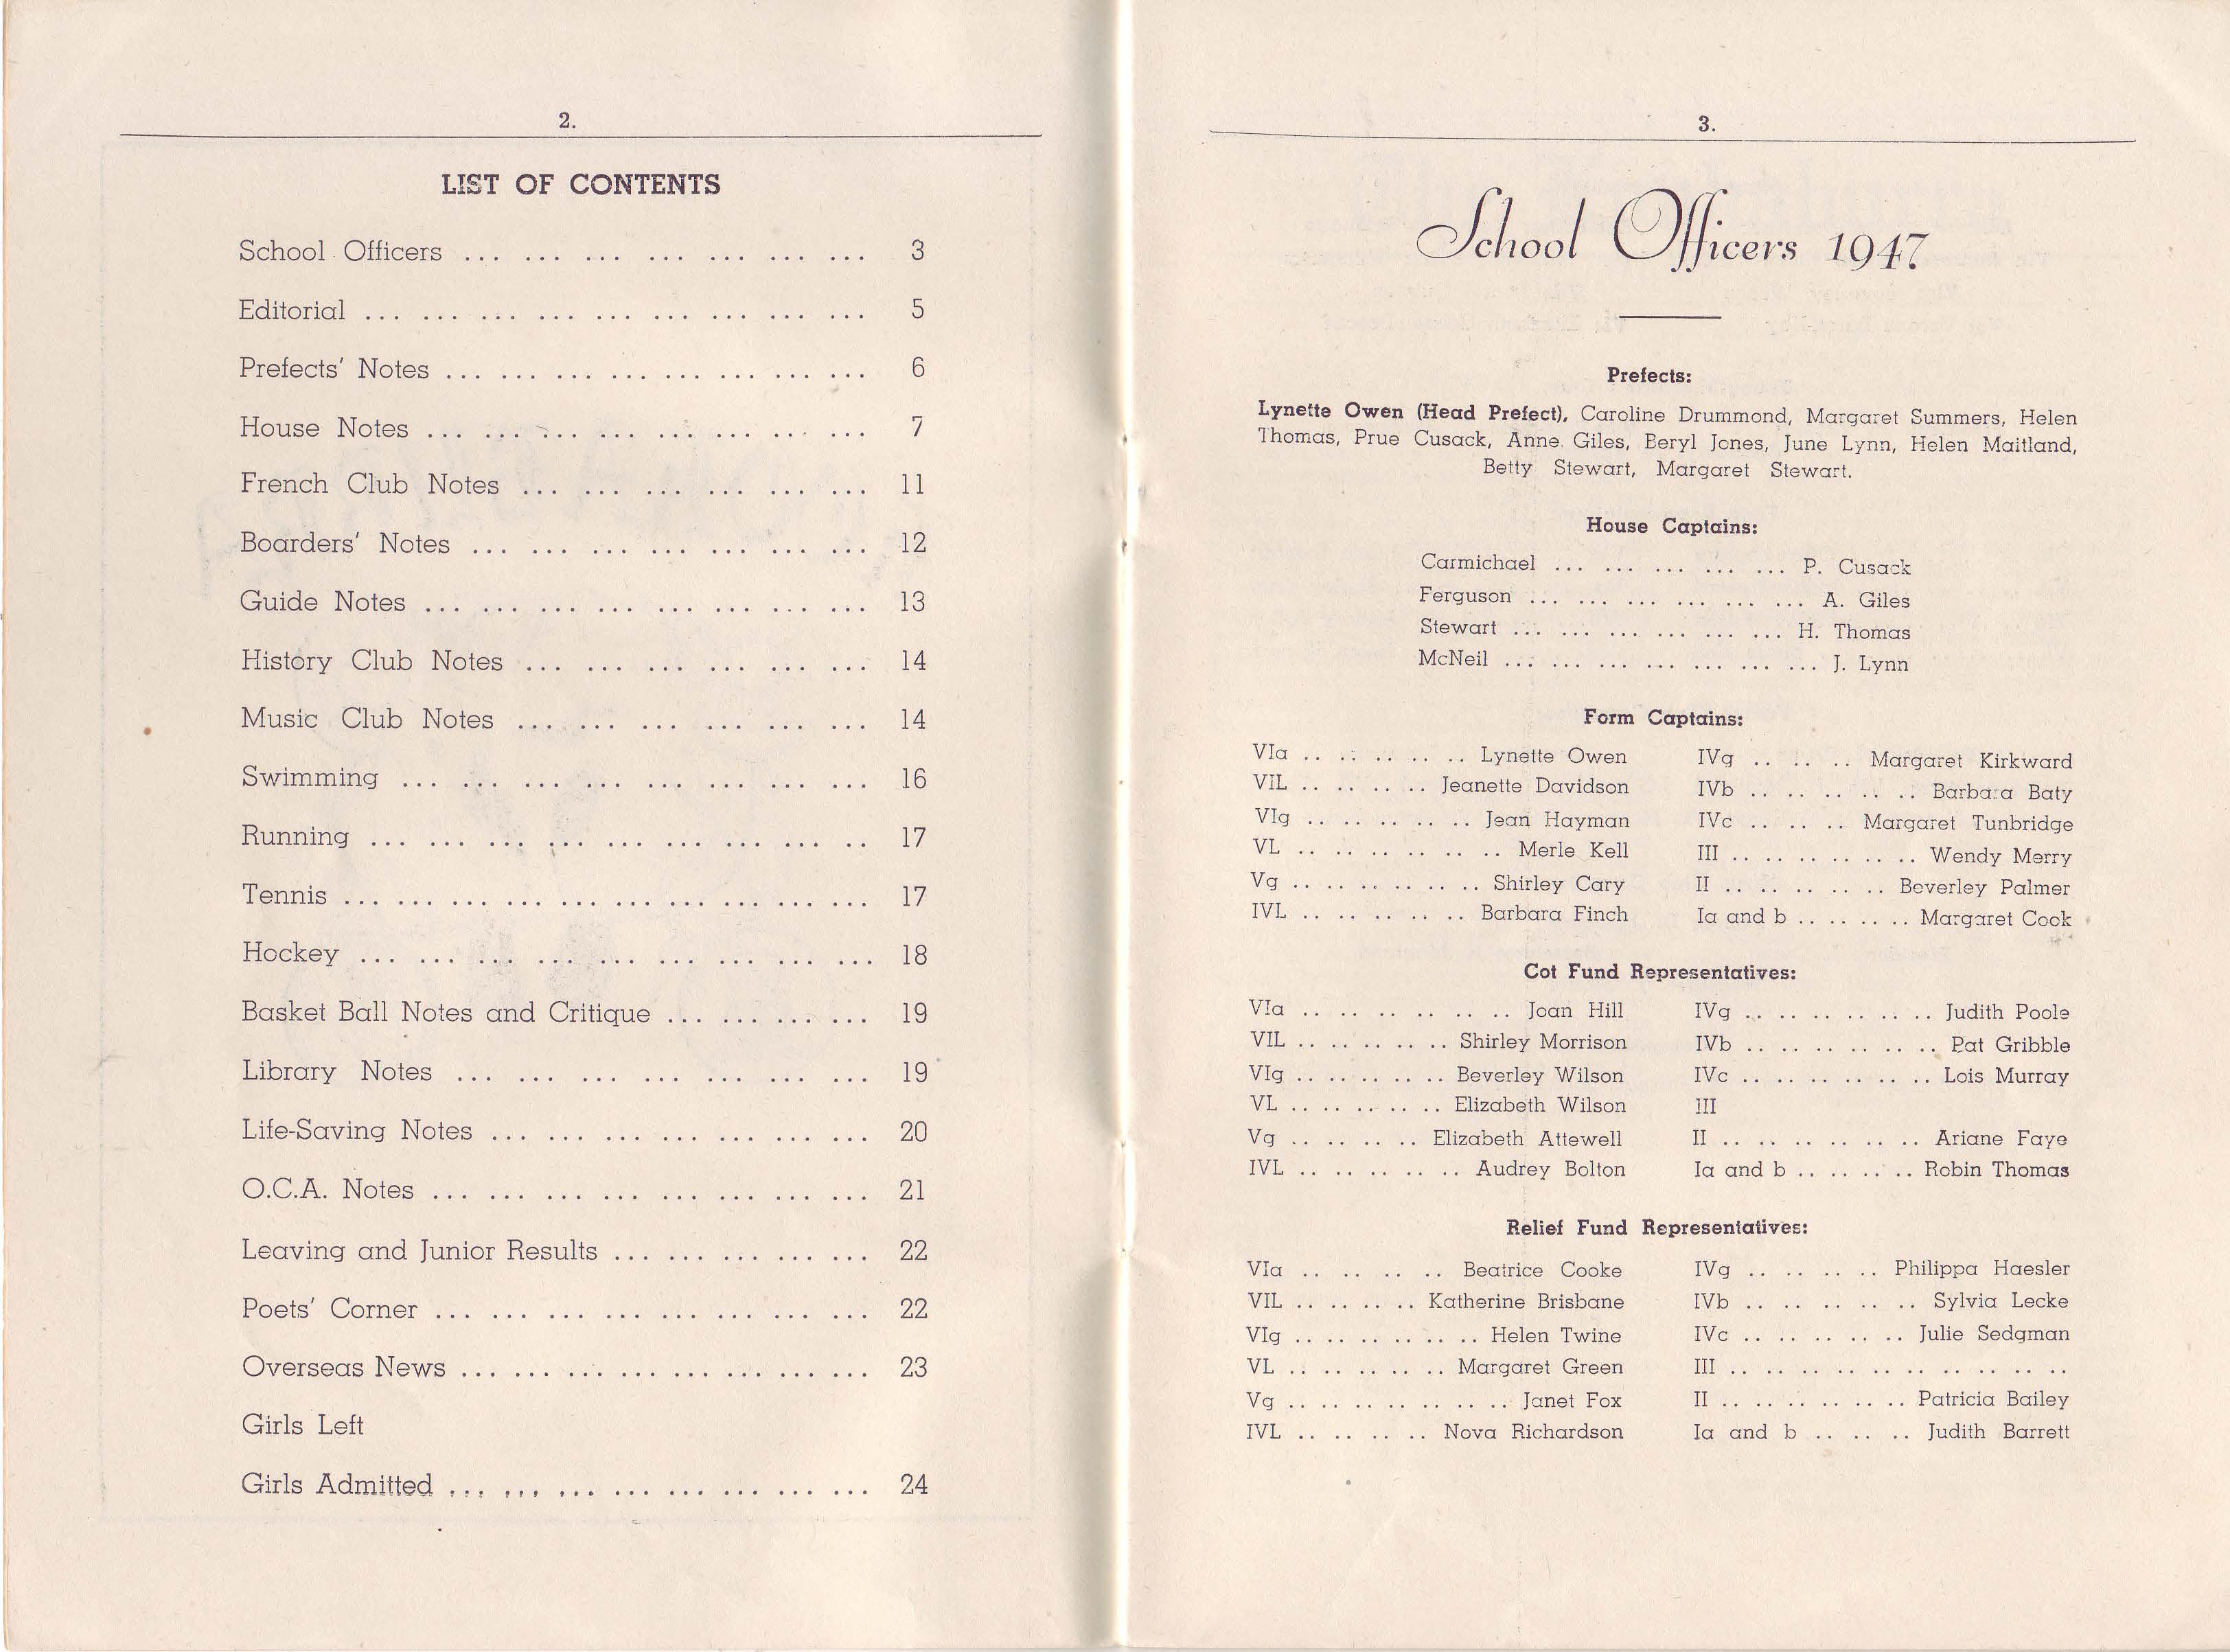 2.
LIST OF CONTENTS
School Officers ... ... ... ... ... ... ... 3
Editorial ... ... ... ... ... ... ... ... ... 5
Prefects' Notes ... ... ... ... ... ... ... ... 6
House Notes ... ... ... ... ... ... ... ... 7
French Club Notes ... ... ... ... ... ... 11
Boarders' Notes ... ... ... ... ... ... ... 12
Guide Notes ... ... ... ... ... ... ... ... 13
History Club Notes ... ... ... ... ... ... 14
Music Club Notes ... ... ... ... ... ... 14
Swimming ... ... ... ... ... ... ... ... 16
Running ... ... ... ... ... ... ... ... .. 17
Tennis ... ... ... ... ... ... ... ... ... ... 17
Hockey ... ... ... ... ... ... ... ... ... 18
Basket Ball Notes and Critique ... ... ... ... 19
Library Notes ... ... ... ... ... ... ... 19
Life-Saving Notes ... ... ... ... ... ... ... 20
O.C.A. Notes ... ... ... ... ... ... ... ... 21
Leaving and Junior Results ... ... ... ... ... 22
Poets' Corner ... ... ... ... ... ... ... ... 22
Overseas News ... ... ... ... ... ... ... ... 23
Girls Left
Girls Admitted ... ... ... ... ... ... ... ... 24
3.
School Officers 1947
Prefects:
Lynette Owen (Head Prefect), Caroline Drummond, Margaret Summers, Helen
Thomas, Prue Cusack, Anne Giles, Beryl Jones, June Lynn, Helen Maitland,
Betty Stewart, Margaret Stewart.
House Captains:
Carmichael ... ... ... ... ... P. Cusack
Ferguson ... ... ... ... ... ... A. Giles
Stewart ... ... ... ... ... ... H. Thomas
McNeil ... ... ... ... ... ... ... J. Lynn
Form Captains:
VIa .. .. .. .. .. Lynette Owen
VIL .. .. .. .. .. .. Jeanette Davidson
VIg .. .. .. .. .. .. .. Jean Hayman
VL .. .. .. .. .. .. .. .. Merle Kell
Vg .. .. .. .. .. .. .. .. Shirley Cary
IVL .. .. .. .. .. .. .. Barbara Finch
IVg .. .. .. .. Margaret Kirkward
IVb .. .. .. .. .. .. .. Barbara Baty
IVc .. .. .. .. Margaret Tunbridge
III .. .. .. .. .. .. .. .. Wendy Merry
II .. .. .. .. .. .. .. Beverley Palmer
Ia and b .. .. .. .. .. Margaret Cook
Cot Fund Representatives:
VIa .. .. .. .. .. .. .. .. .. Joan Hill
VIL .. .. .. .. .. .. .. Shirley Morrison
VIg .. .. .. .. .. .. .. Beverley Wilson
VL .. .. .. .. .. .. .. Elizabeth Wilson
Vg .. .. .. .. .. .. Elizabeth Attewell
IVL .. .. .. .. .. .. .. Audrey Bolton
IVg .. .. .. .. .. .. .. .. .. Judith Poole
IVb .. .. .. .. .. .. .. .. .. Pat Gribble
IVc .. .. .. .. .. .. .. .. .. Lois Murray
III
II .. .. .. .. .. .. .. .. .. Ariane Faye
Ia and b .. .. .. .. .. Robin Thomas
Relief Fund Representatives:
VIa .. .. .. .. .. Beatrice Cooke
VIL .. .. .. .. .. .. Katherine Brisbane
VIg .. .. .. .. .. .. .. .. Helen Twine
VL .. .. .. .. .. .. .. Margaret Green
Vg .. .. .. .. .. .. .. .. .. .. Janet Fox
IVL .. .. .. .. .. .. Nova Richardson
IVg .. .. .. .. .. .. Philippa Haesler
IVb .. .. .. .. .. .. .. .. Sylvia Lecke
IVc .. .. .. .. .. .. .. Julie Sedgman
III .. .. .. .. .. .. .. .. .. .. .. .. .. ..
II .. .. .. .. .. .. .. .. Patricia Bailey
Ia and b .. .. .. .. Judith Barrett